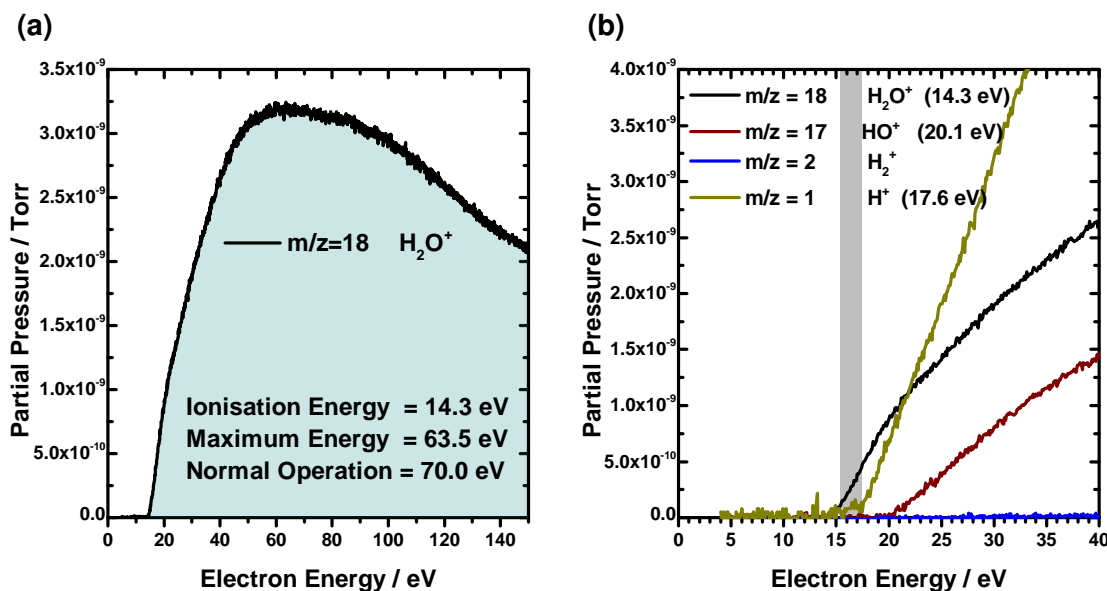 (a)
3.5x10⁻⁹
3.0x10⁻⁹
2.5x10⁻⁹
2.0x10⁻⁹
1.5x10⁻⁹
1.0x10⁻⁹
5.0x10⁻¹⁰
0.0
Partial Pressure / Torr
m/z=18 H₂O⁺
Ionisation Energy = 14.3 eV
Maximum Energy = 63.5 eV
Normal Operation = 70.0 eV
0 20 40 60 80 100 120 140
Electron Energy / eV
(b)
4.0x10⁻⁹
3.5x10⁻⁹
3.0x10⁻⁹
2.5x10⁻⁹
2.0x10⁻⁹
1.5x10⁻⁹
1.0x10⁻⁹
5.0x10⁻¹⁰
0.0
Partial Pressure / Torr
m/z = 18 H₂O⁺ (14.3 eV)
m/z = 17 HO⁺ (20.1 eV)
m/z = 2 H₂⁺
m/z = 1 H⁺ (17.6 eV)
0 5 10 15 20 25 30 35 40
Electron Energy / eV